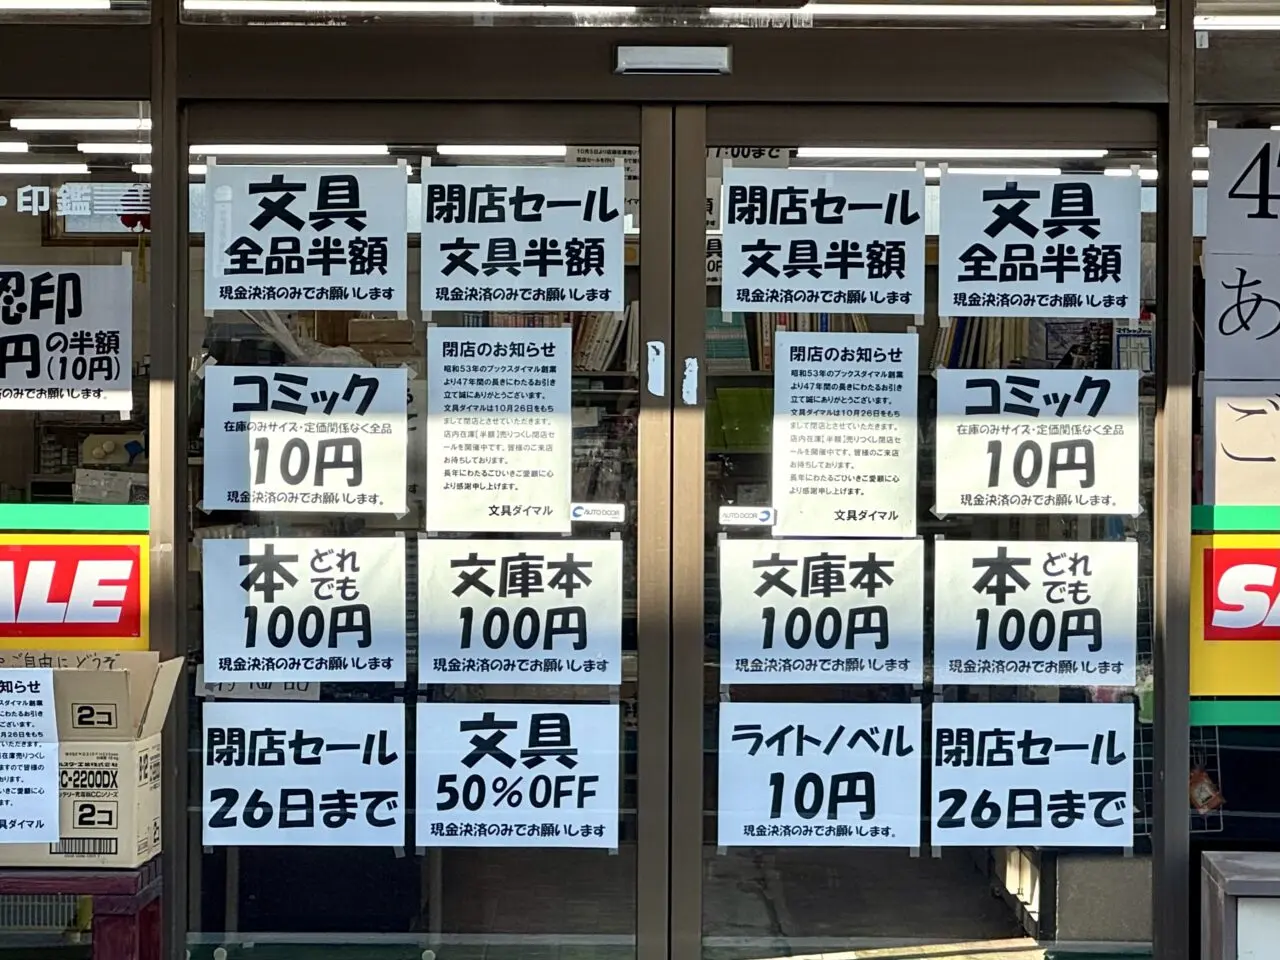 ・印鑑
認印
円の半額
(10円)
文具
全品半額
現金決済のみでお願いします
閉店セール
文具半額
現金決済のみでお願いします
閉店セール
文具半額
現金決済のみでお願いします
文具
全品半額
現金決済のみでお願いします
コミック
在庫のみサイズ・定価関係なく全品
10円
現金決済のみでお願いします。
閉店のお知らせ
昭和53年のブックスダイマル創業
より47年間の長きにわたるお引き
立て誠にありがとうございます。
文具ダイマルは10月26日をもち
まして閉店とさせていただきます。
店内在庫[半額]売りつくし閉店セ
ールを開催中です、皆様のご来店
お待ちしております。
長年にわたるごひいきご愛顧に心
より感謝申し上げます。
文具ダイマル
閉店のお知らせ
昭和53年のブックスダイマル創業
より47年間の長きにわたるお引き
立て誠にありがとうございます。
文具ダイマルは10月26日をもち
まして閉店とさせていただきます。
店内在庫[半額]売りつくし閉店セ
ールを開催中です、皆様のご来店
お待ちしております。
長年にわたるごひいきご愛顧に心
より感謝申し上げます。
文具ダイマル
コミック
在庫のみサイズ・定価関係なく全品
10円
現金決済のみでお願いします。
AUTO DOOR
AUTO DOOR
本 どれでも
100円
現金決済のみでお願いします
文庫本
100円
現金決済のみでお願いします
文庫本
100円
現金決済のみでお願いします
本 どれでも
100円
現金決済のみでお願いします
閉店セール
26日まで
文具
50%OFF
現金決済のみでお願いします
ライトノベル
10円
現金決済のみでお願いします。
閉店セール
26日まで
ALE
ご自由にどうぞ
2コ
C-2200DX
2コ
47
あ
ご
SA